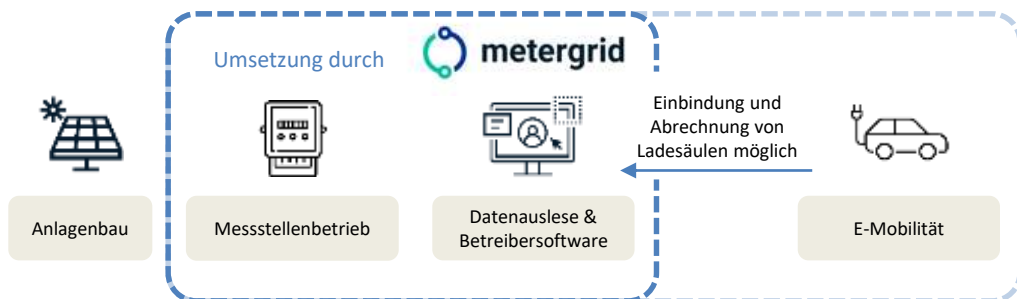 Umsetzung durch
metergrid
Einbindung und
Abrechnung von
Ladesäulen möglich
Anlagenbau
Messstellenbetrieb
Datenauslese &
Betreibersoftware
E-Mobilität